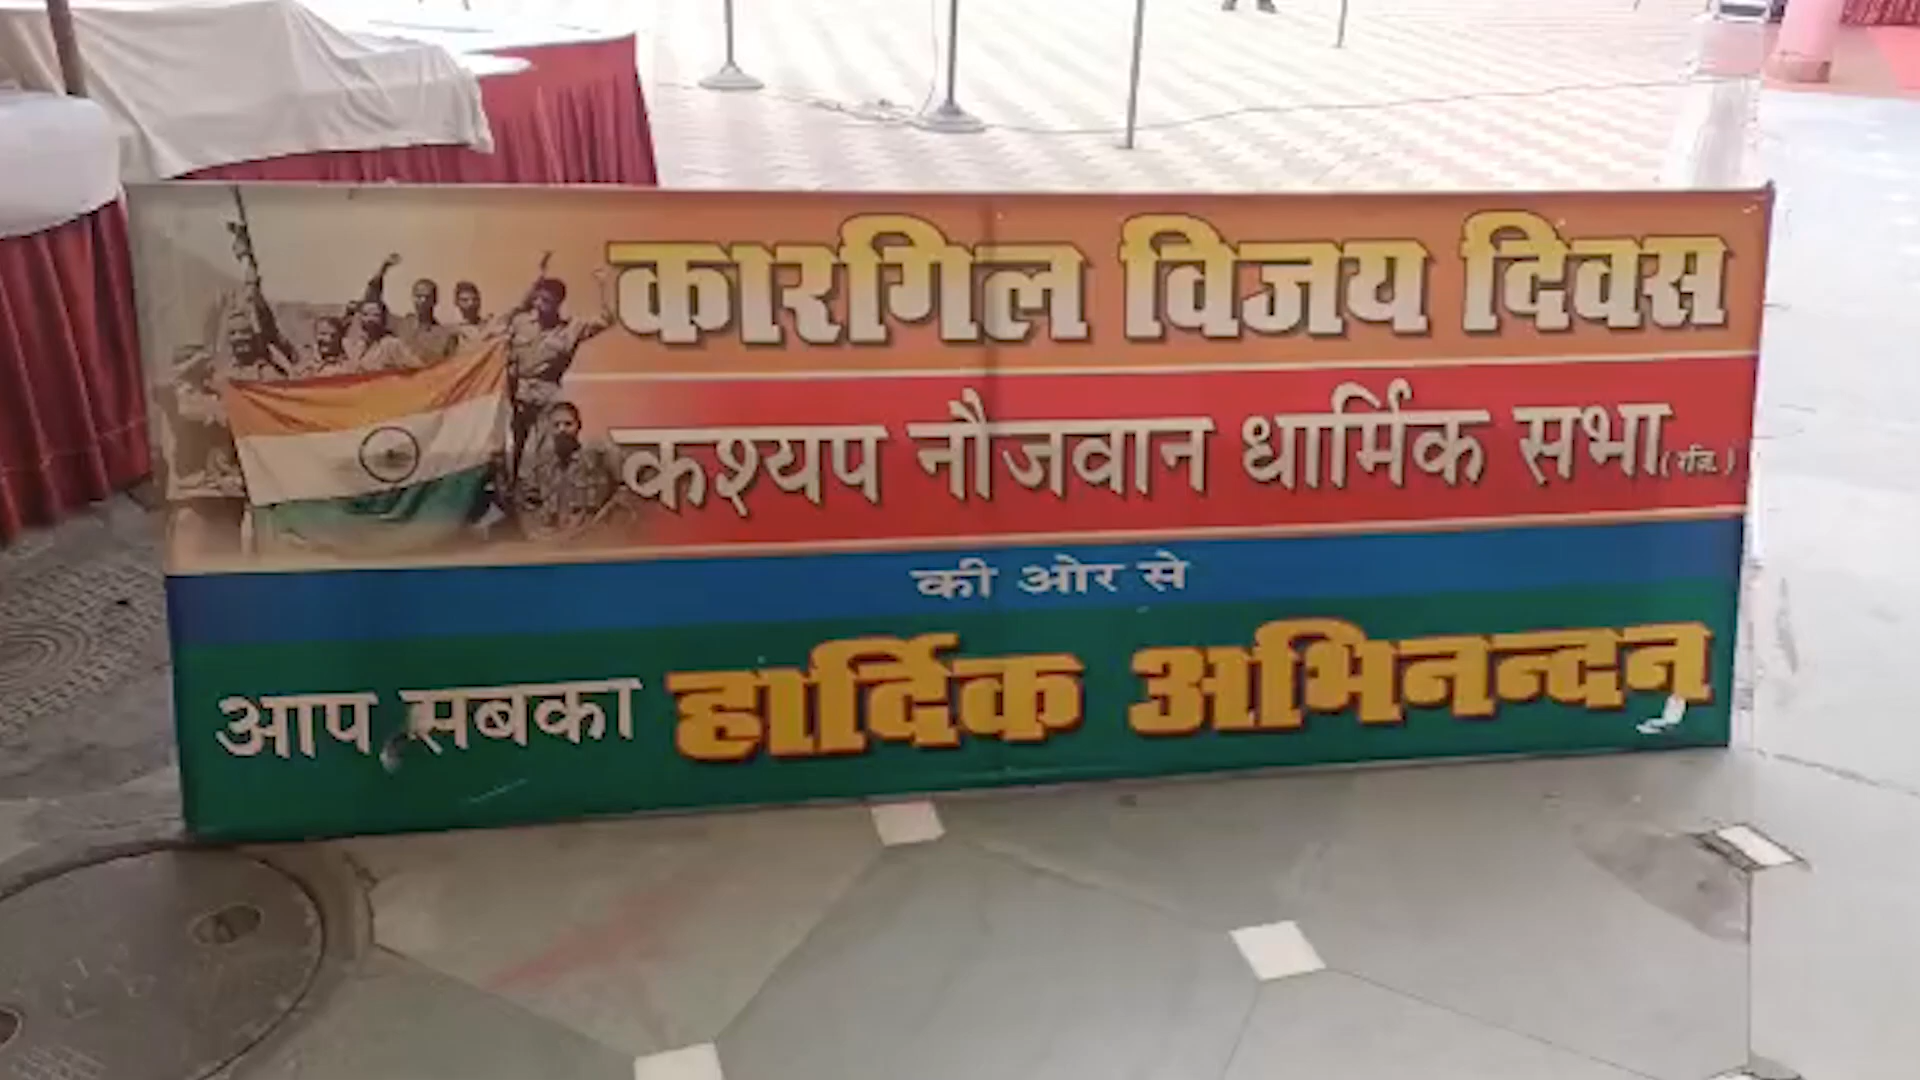 कारगिल विजय दिवस
कश्यप नौजवान धार्मिक सभा (रजि.)
की ओर से
आप सबका हार्दिक अभिनन्दन